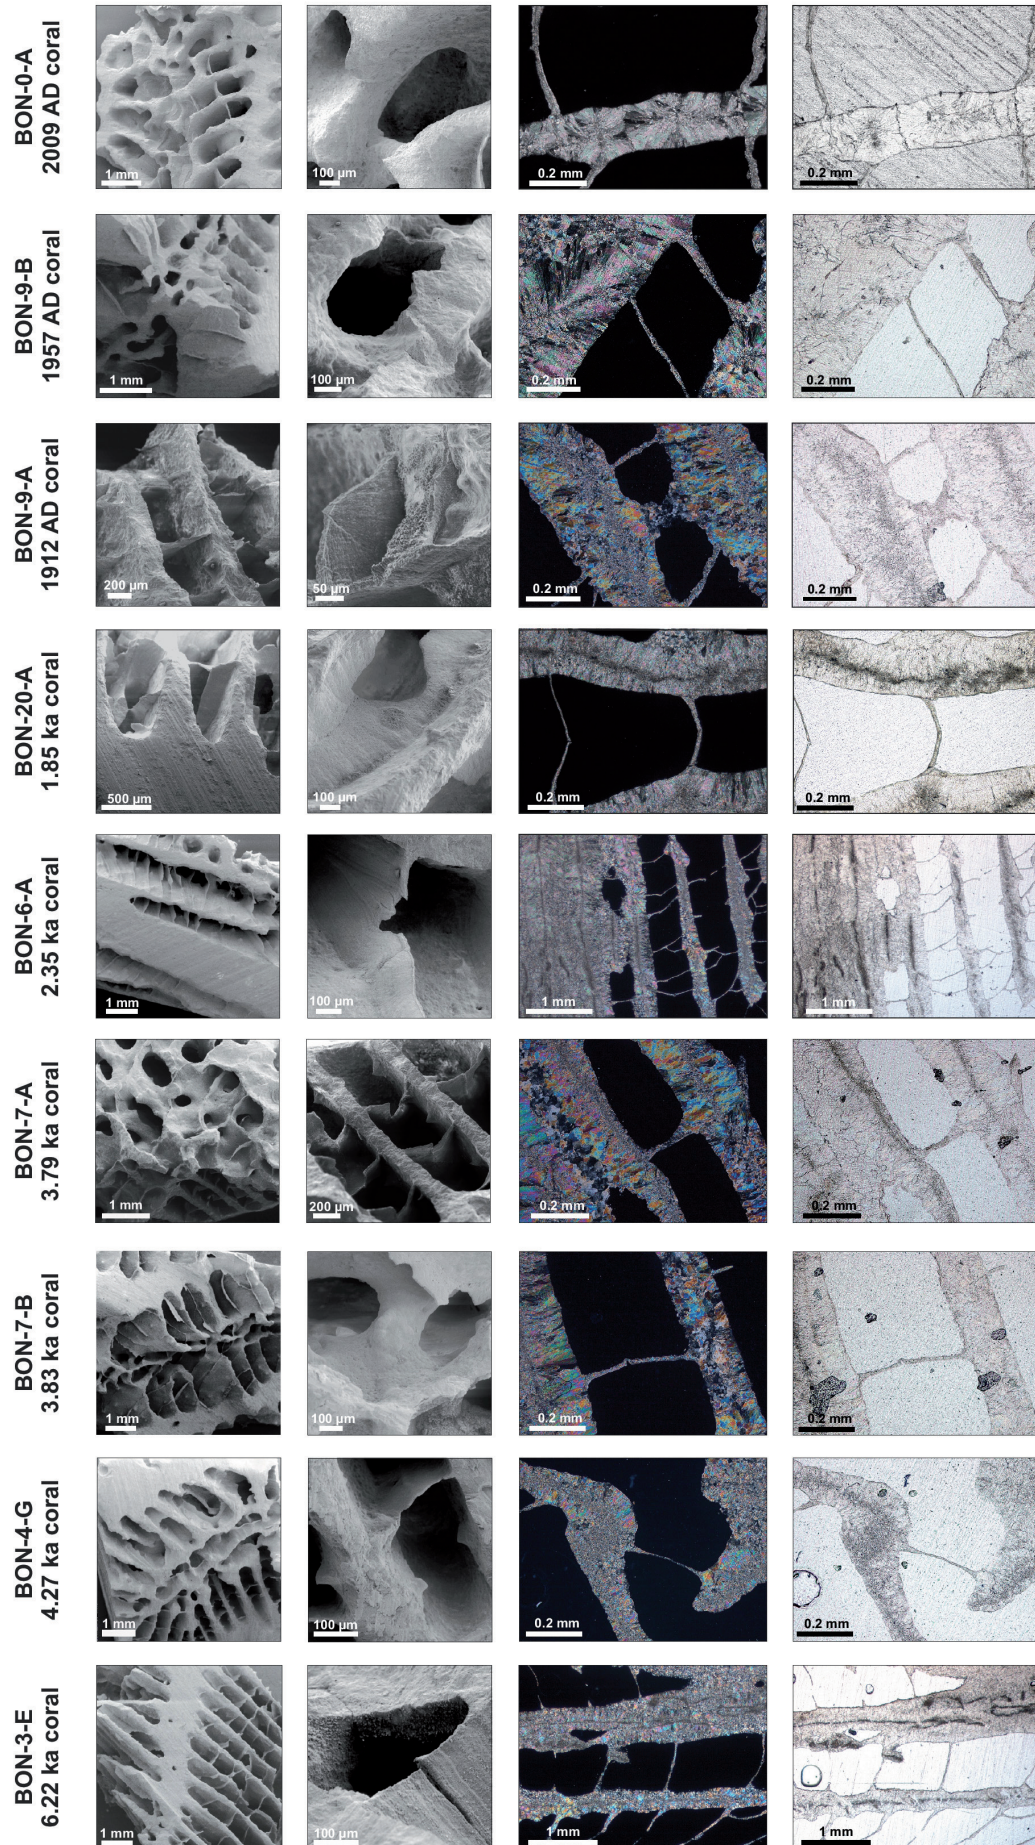 BON-0-A
2009 AD coral
1 mm
100 µm
0.2 mm
0.2 mm
BON-9-B
1957 AD coral
1 mm
100 µm
0.2 mm
0.2 mm
BON-9-A
1912 AD coral
200 µm
50 µm
0.2 mm
0.2 mm
BON-20-A
1.85 ka coral
500 µm
100 µm
0.2 mm
0.2 mm
BON-6-A
2.35 ka coral
1 mm
100 µm
1 mm
1 mm
BON-7-A
3.79 ka coral
1 mm
200 µm
0.2 mm
0.2 mm
BON-7-B
3.83 ka coral
1 mm
100 µm
0.2 mm
0.2 mm
BON-4-G
4.27 ka coral
1 mm
100 µm
0.2 mm
0.2 mm
BON-3-E
6.22 ka coral
1 mm
100 µm
1 mm
1 mm